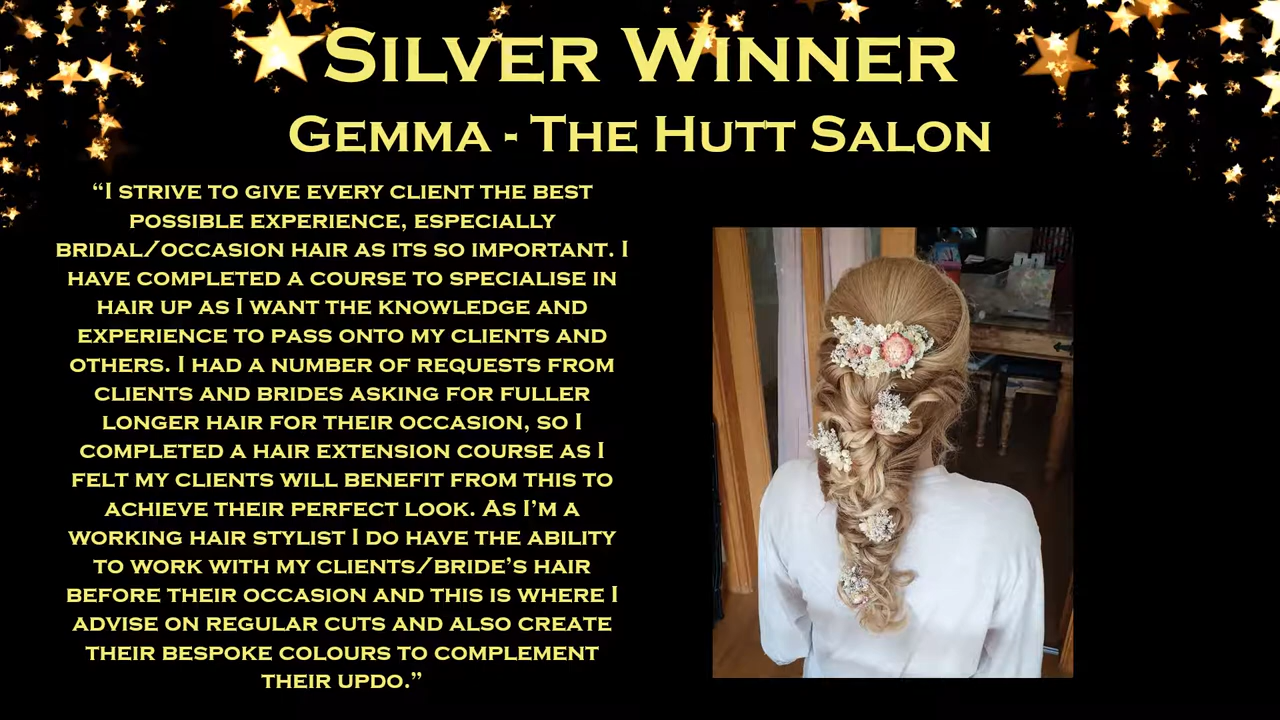 Silver Winner
Gemma - The Hutt Salon
“I strive to give every client the best
possible experience, especially
bridal/occasion hair as its so important. I
have completed a course to specialise in
hair up as I want the knowledge and
experience to pass onto my clients and
others. I had a number of requests from
clients and brides asking for fuller
longer hair for their occasion, so I
completed a hair extension course as I
felt my clients will benefit from this to
achieve their perfect look. As I’m a
working hair stylist I do have the ability
to work with my clients/bride’s hair
before their occasion and this is where I
advise on regular cuts and also create
their bespoke colours to complement
their updo.”